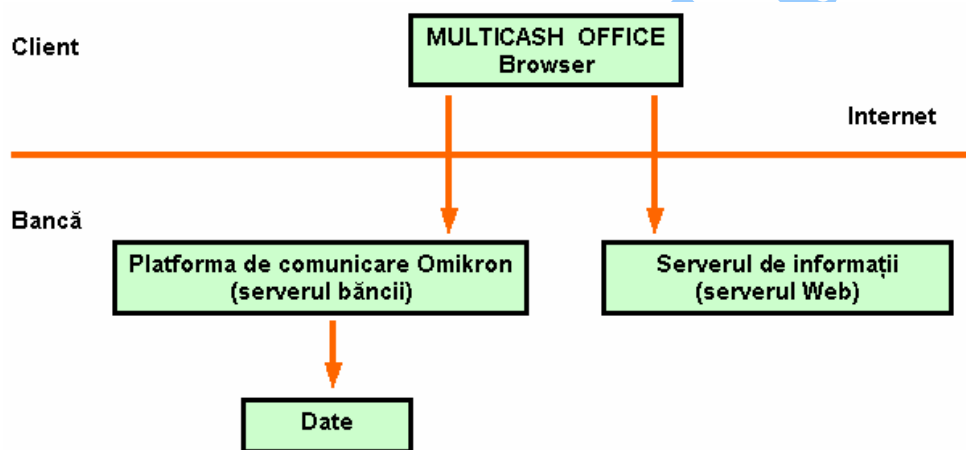 Client
MULTICASH OFFICE
Browser
Internet
Bancă
Platforma de comunicare Omikron
(serverul băncii)
Serverul de informații
(serverul Web)
Date